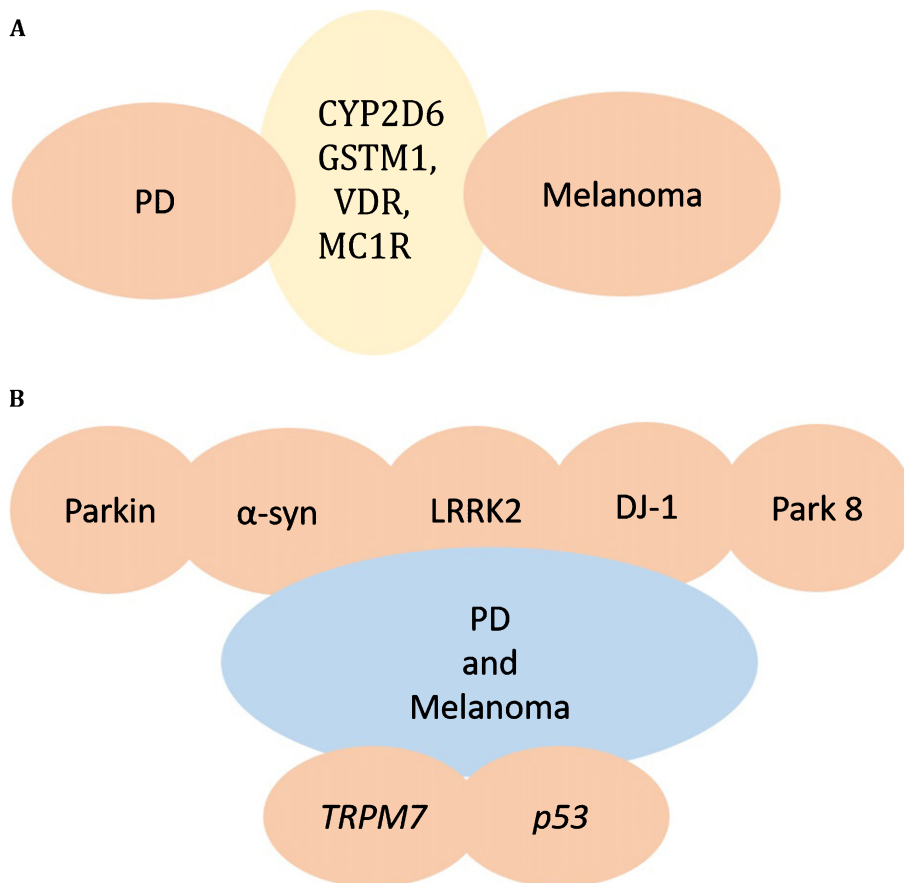 A
PD
CYP2D6
GSTM1,
VDR,
MC1R
Melanoma
B
Parkin
α-syn
LRRK2
DJ-1
Park 8
PD
and
Melanoma
TRPM7
p53